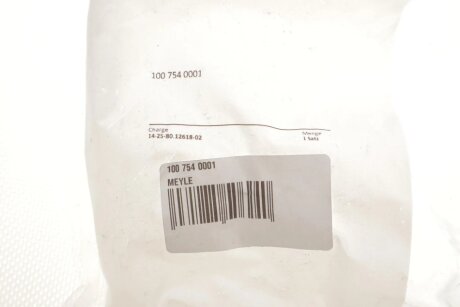 100 754 0001
Charge Menge
14-25-80.12618-02 1 Satz
100 754 0001
MEYLE